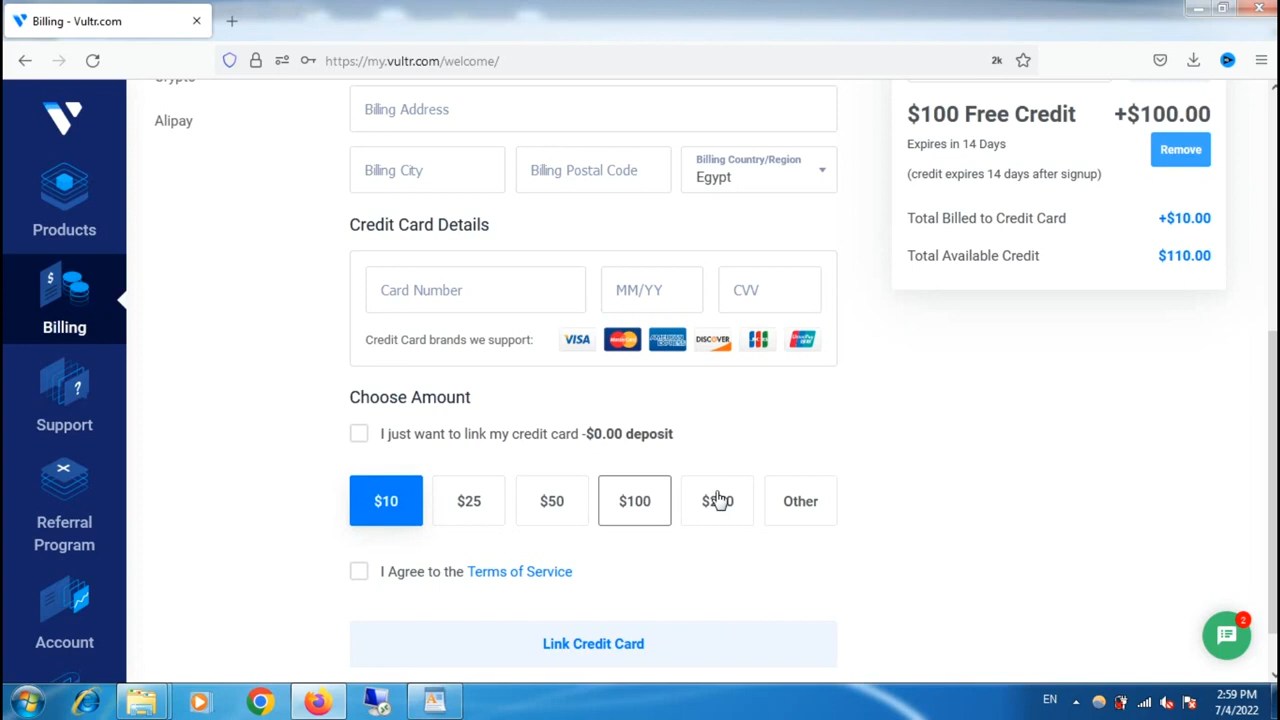 Billing - Vultr.com
https://my.vultr.com/welcome/
2k
Products
Billing
Support
Referral
Program
Account
Crypto
Alipay
Billing Address
Billing City
Billing Postal Code
Billing Country/Region
Egypt
Credit Card Details
Card Number
MM/YY
CVV
Credit Card brands we support:
VISA
DISCOVER
JCB
Choose Amount
I just want to link my credit card -$0.00 deposit
$10
$25
$50
$100
Other
I Agree to the Terms of Service
Link Credit Card
$100 Free Credit
+$100.00
Expires in 14 Days
Remove
(credit expires 14 days after signup)
Total Billed to Credit Card
+$10.00
Total Available Credit
$110.00
2
EN
2:59 PM
7/4/2022